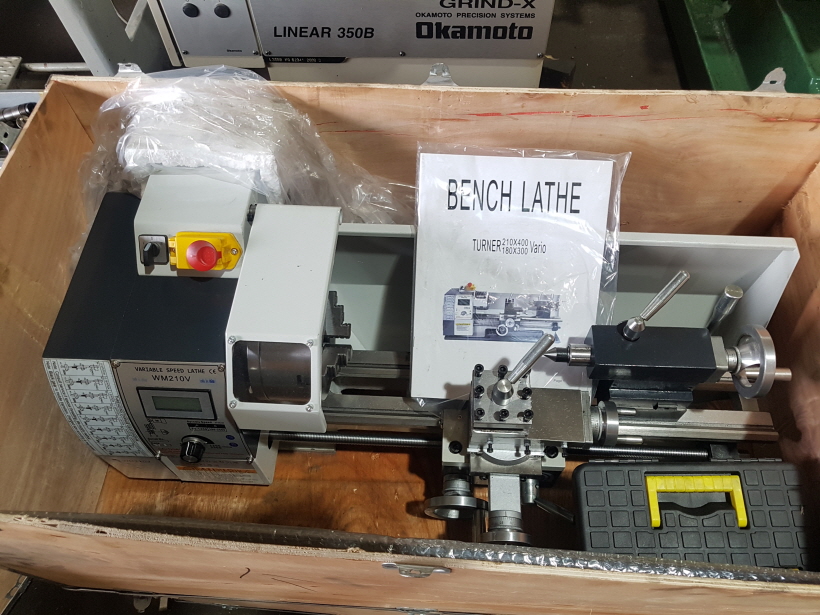 GRIND-X
OKAMOTO PRECISION SYSTEMS
LINEAR 350B
Okamoto
BENCH LATHE
TURNER 210X400 Vario
180X300
VARIABLE SPEED LATHE CE
WM210V